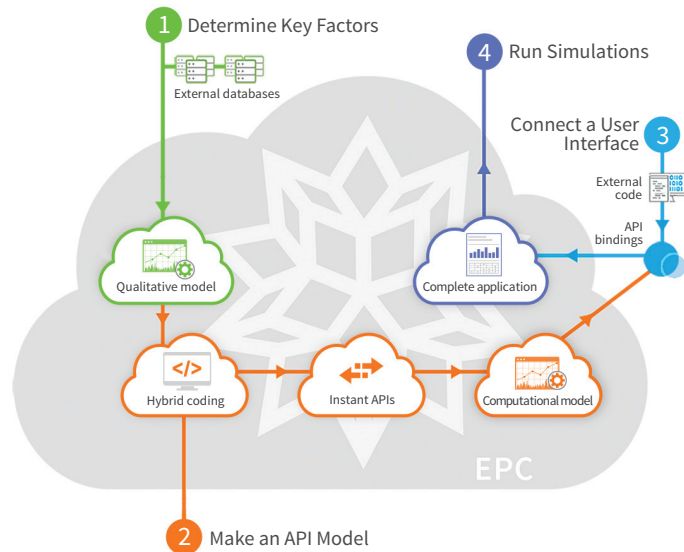 1 Determine Key Factors
External databases
4 Run Simulations
Connect a User
Interface
3
External
code
API
bindings
Qualitative model
Complete application
</>
Hybrid coding
Instant APIs
Computational model
EPC
2 Make an API Model